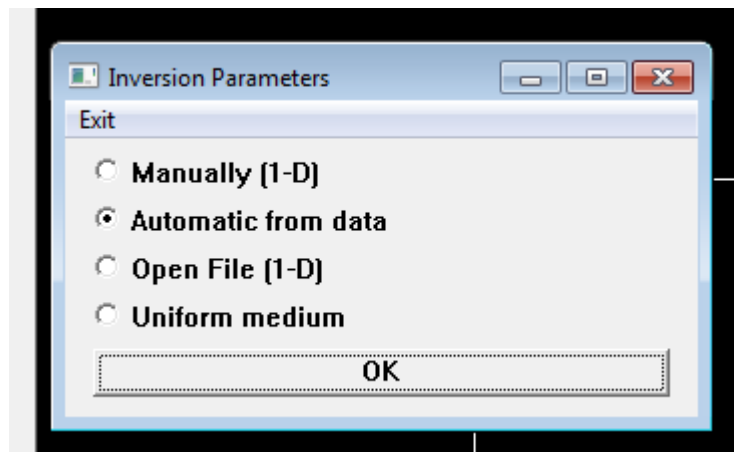 Inversion Parameters
Exit
Manually (1-D)
Automatic from data
Open File (1-D)
Uniform medium
OK